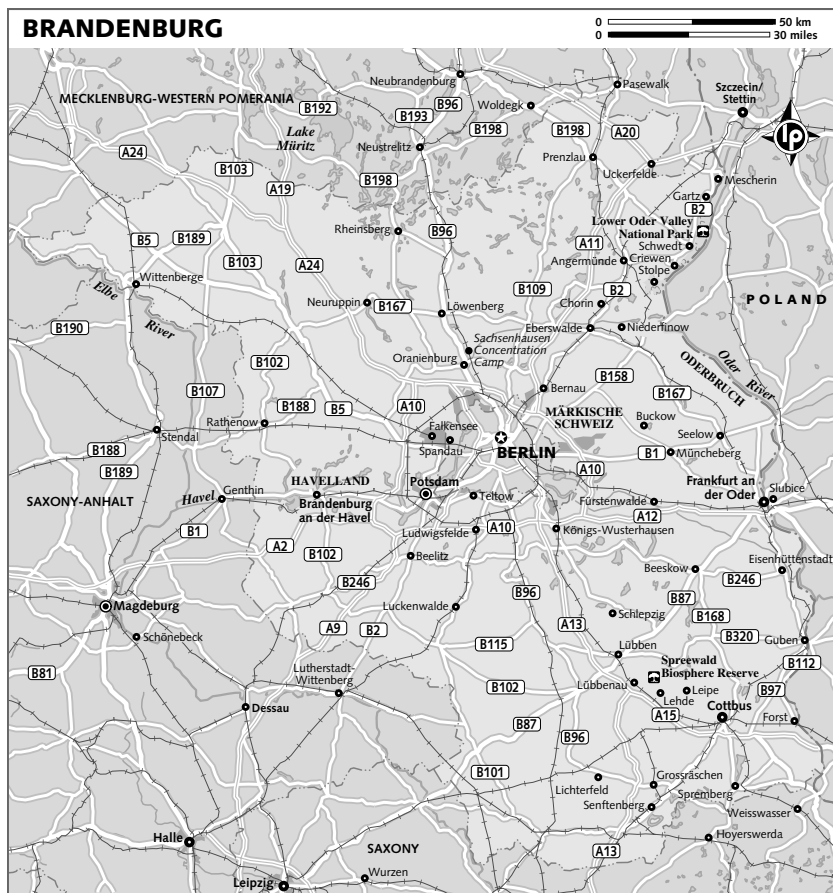 BRANDENBURG
0 50 km
0 30 miles
Neubrandenburg
Pasewalk
Szczecin/
Stettin
MECKLENBURG-WESTERN POMERANIA
B192
B96
Woldegk
B193
B198
B198
A20
lp
Lake
Müritz
Neustrelitz
A24
B103
A19
B198
Prenzlau
Uckerfelde
Mescherin
Gartz
B2
Lower Oder Valley
National Park
Rheinsberg
B5
B189
B96
A11
Schwedt
B103
A24
Angermünde
Criewen
Stolpe
Wittenberge
Elbe
River
Neuruppin
B167
Löwenberg
B109
Chorin
B2
POLAND
B190
Eberswalde
Niederfinow
Sachsenhausen
Concentration
Camp
Oranienburg
Oder
River
ODERBRUCH
B102
B107
B158
B167
Bernau
B188
B5
A10
MÄRKISCHE
SCHWEIZ
Buckow
Rathenow
Falkensee
Spandau
BERLIN
Seelow
Stendal
B188
B189
B1
Müncheberg
A10
SAXONY-ANHALT
Havel
Genthin
HAVELLAND
Brandenburg
an der Havel
Potsdam
Teltow
Frankfurt an
der Oder
Slubice
Fürstenwalde
A12
B1
Ludwigsfelde
A10
Königs-Wusterhausen
A2
B102
Beelitz
Beeskow
Eisenhüttenstadt
B246
B246
B96
B87
Magdeburg
Luckenwalde
Schlepzig
B168
A9
B2
A13
B320
Schönebeck
B115
Lübben
Guben
B81
Lutherstadt-
Wittenberg
Spreewald
Biosphere Reserve
B112
B102
Lübbenau
Leipe
Lehde
B97
Dessau
A15
Cottbus
Forst
B87
B96
B101
Lichterfeld
Grossräschen
Spremberg
Senftenberg
Weisswasser
Halle
SAXONY
A13
Hoyerswerda
Leipzig
Wurzen